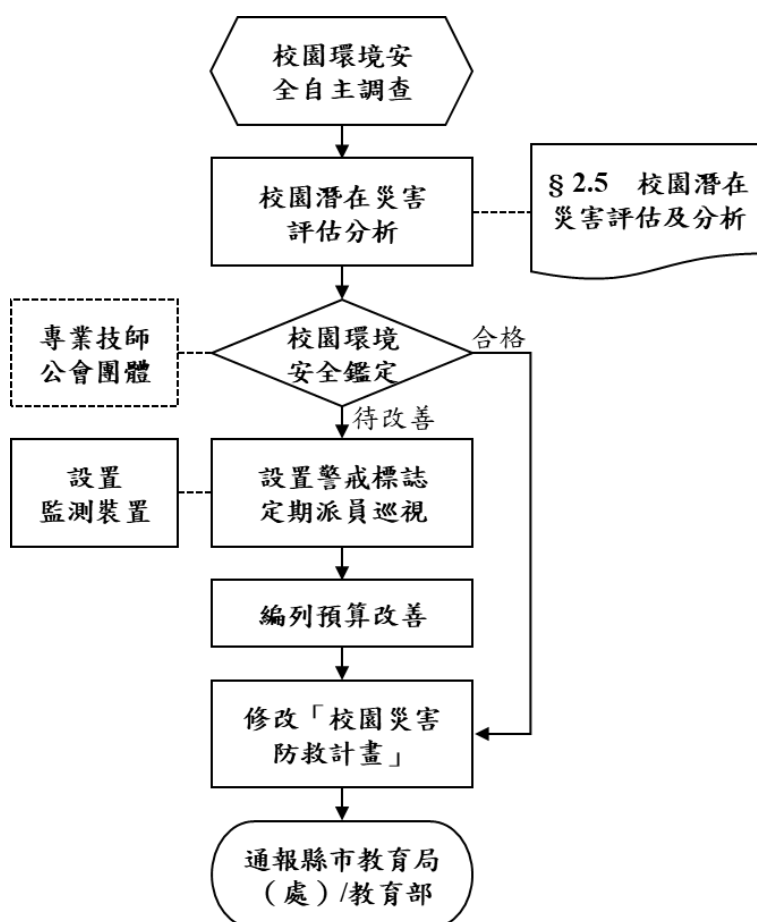 校園環境安
全自主調查
校園潛在災害
評估分析
§ 2.5 校園潛在
災害評估及分析
專業技師
公會團體
校園環境
安全鑑定
合格
待改善
設置
監測裝置
設置警戒標誌
定期派員巡視
編列預算改善
修改「校園災害
防救計畫」
通報縣市教育局
（處）/教育部